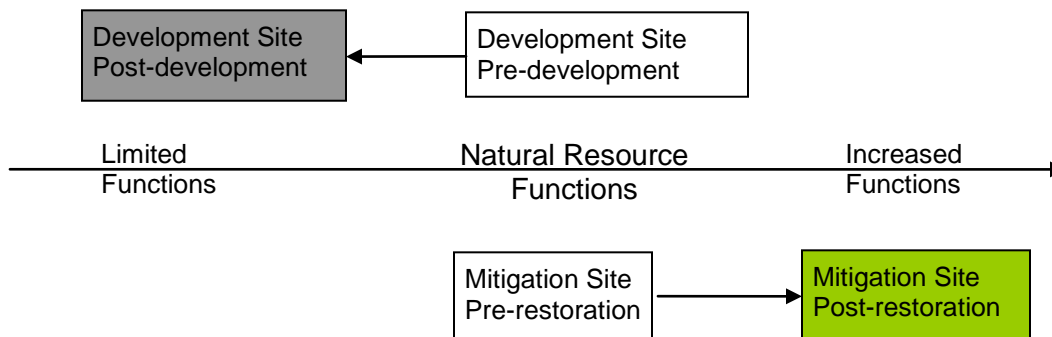 Development Site
Post-development
Development Site
Pre-development
Limited
Functions
Natural Resource
Functions
Increased
Functions
Mitigation Site
Pre-restoration
Mitigation Site
Post-restoration